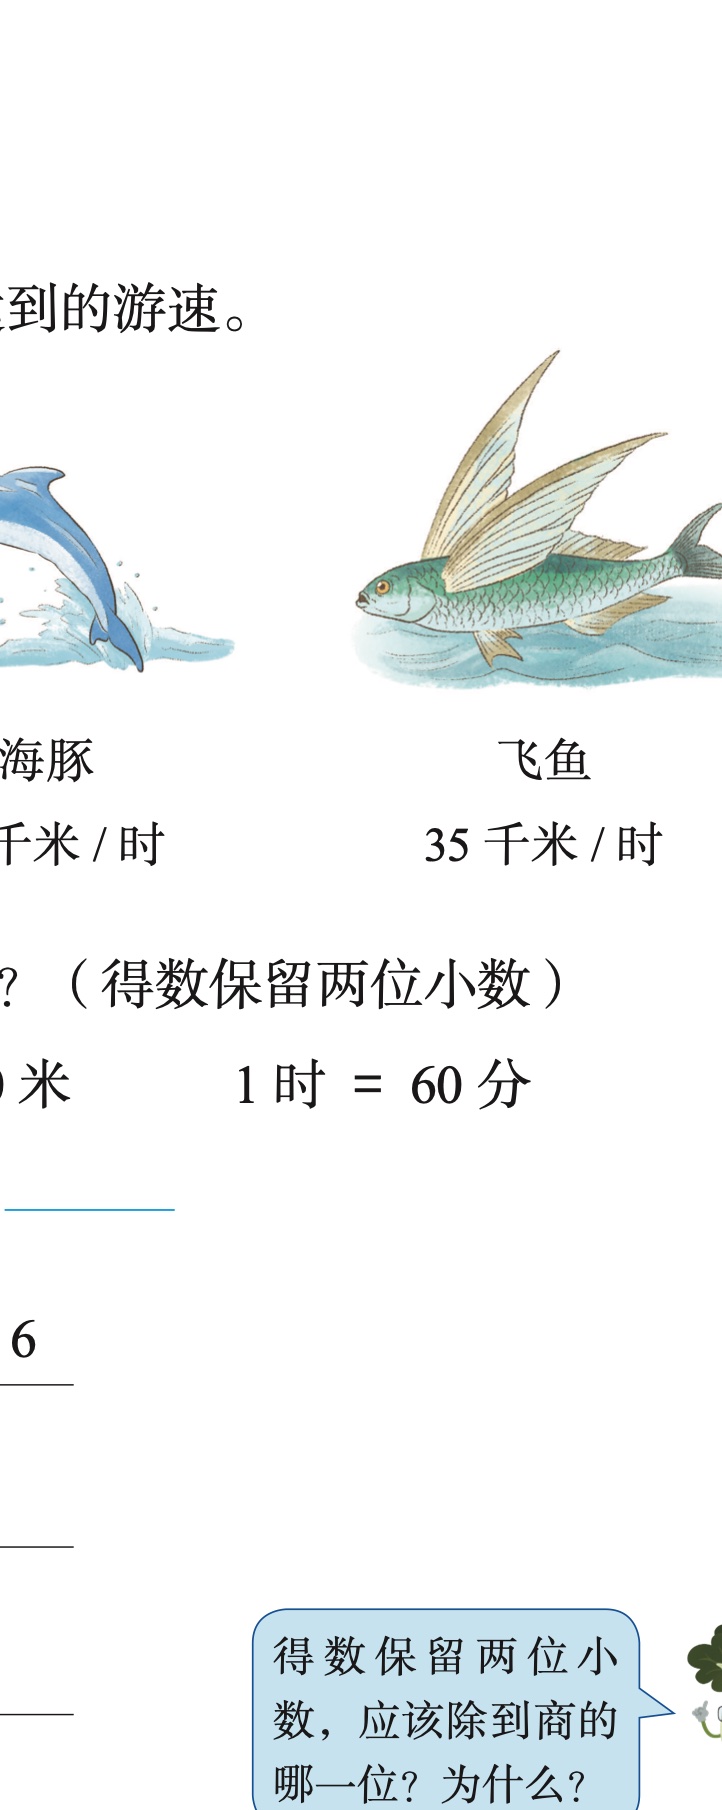 到的游速。
海豚
飞鱼
千米 / 时
35 千米 / 时
？（得数保留两位小数）
米
1 时 = 60 分
6
得数保留两位小
数，应该除到商的
哪一位？为什么？